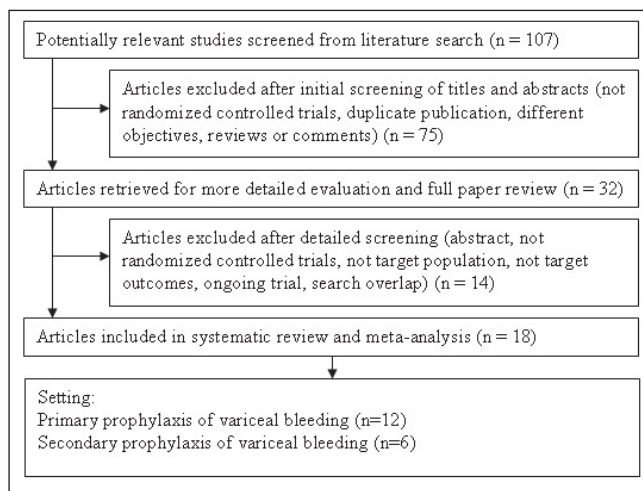 Potentially relevant studies screened from literature search (n = 107)
Articles excluded after initial screening of titles and abstracts (not
randomized controlled trials, duplicate publication, different
objectives, reviews or comments) (n = 75)
Articles retrieved for more detailed evaluation and full paper review (n = 32)
Articles excluded after detailed screening (abstract, not
randomized controlled trials, not target population, not target
outcomes, ongoing trial, search overlap) (n = 14)
Articles included in systematic review and meta-analysis (n = 18)
Setting:
Primary prophylaxis of variceal bleeding (n=12)
Secondary prophylaxis of variceal bleeding (n=6)